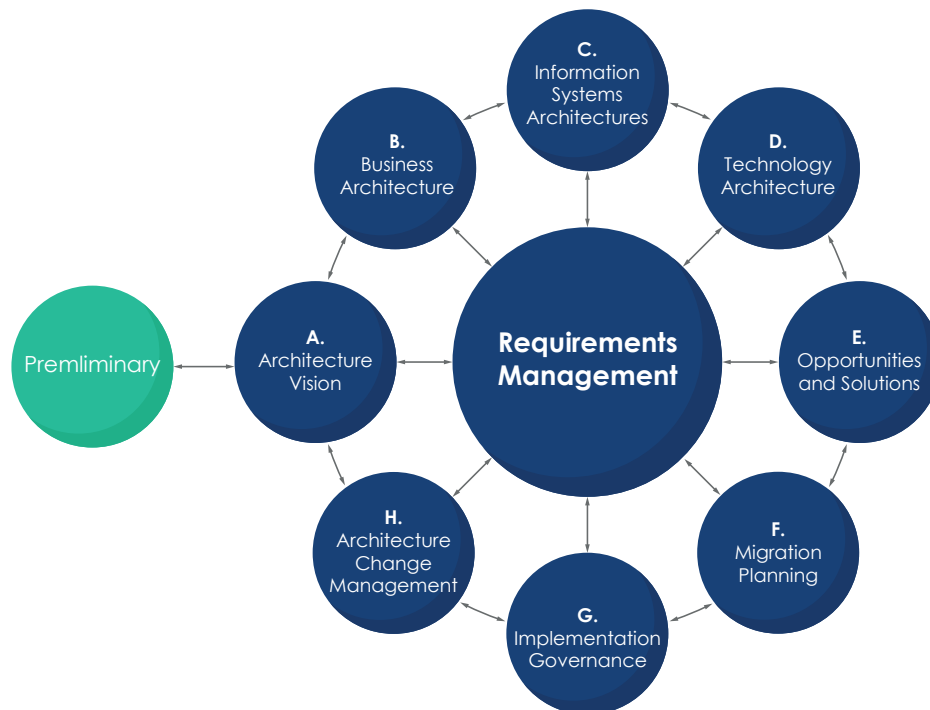 Premliminary
A.
Architecture
Vision
B.
Business
Architecture
C.
Information
Systems
Architectures
D.
Technology
Architecture
E.
Opportunities
and Solutions
F.
Migration
Planning
G.
Implementation
Governance
H.
Architecture
Change
Management
Requirements
Management